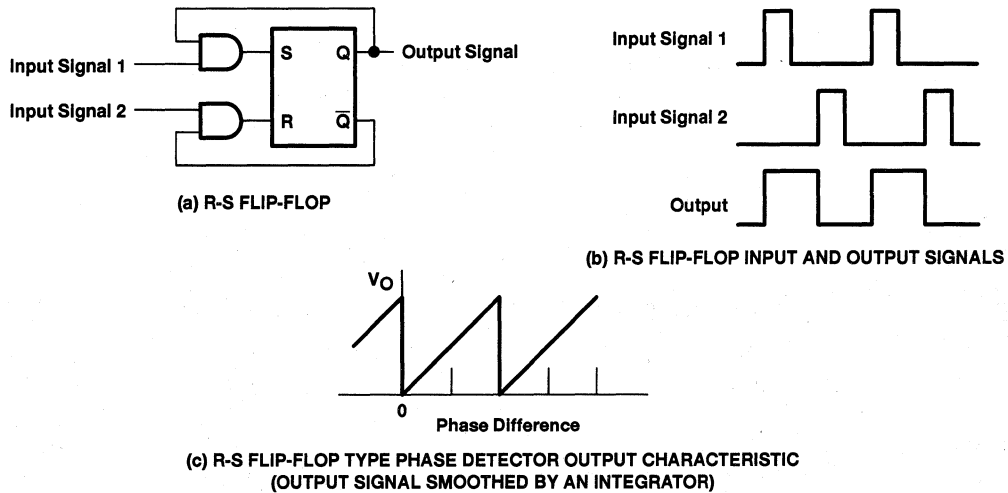 Input Signal 1
Input Signal 2
S
Q
R
Q̅
Output Signal
(a) R-S FLIP-FLOP
Input Signal 1
Input Signal 2
Output
(b) R-S FLIP-FLOP INPUT AND OUTPUT SIGNALS
VO
0
Phase Difference
(c) R-S FLIP-FLOP TYPE PHASE DETECTOR OUTPUT CHARACTERISTIC
(OUTPUT SIGNAL SMOOTHED BY AN INTEGRATOR)